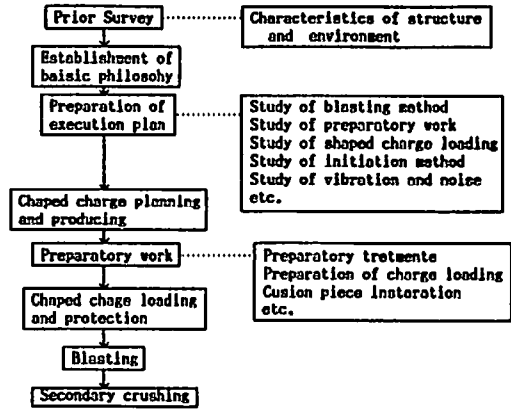 Prior Survey
Characteristics of structure
and environment
Establishment of
baisic philosohy
Preparation of
execution plan
Study of blasting method
Study of preparatory work
Study of shaped charge loading
Study of initiation method
Study of vibration and noise
etc.
Chaped charge planning
and producing
Preparatory work
Preparatory tretmente
Preparation of charge loading
Cusion piece instoration
etc.
Chaped chage loading
and protection
Blasting
Secondary crushing